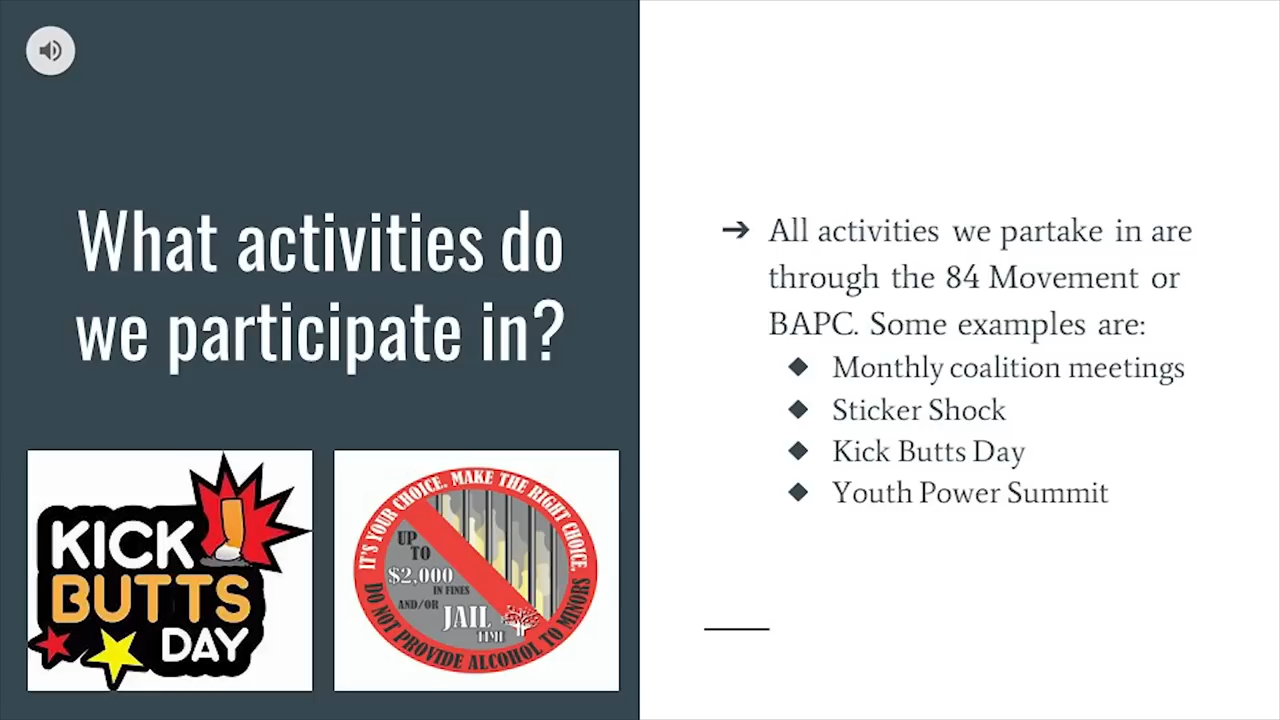 What activities do
we participate in?
KICK
BUTTS
DAY
IT'S YOUR CHOICE. MAKE THE RIGHT CHOICE,
UP
TO
$2,000
IN FINES
AND/OR
JAIL
TIME
DO NOT PROVIDE ALCOHOL TO MINORS
➔ All activities we partake in are
through the 84 Movement or
BAPC. Some examples are:
◆ Monthly coalition meetings
◆ Sticker Shock
◆ Kick Butts Day
◆ Youth Power Summit